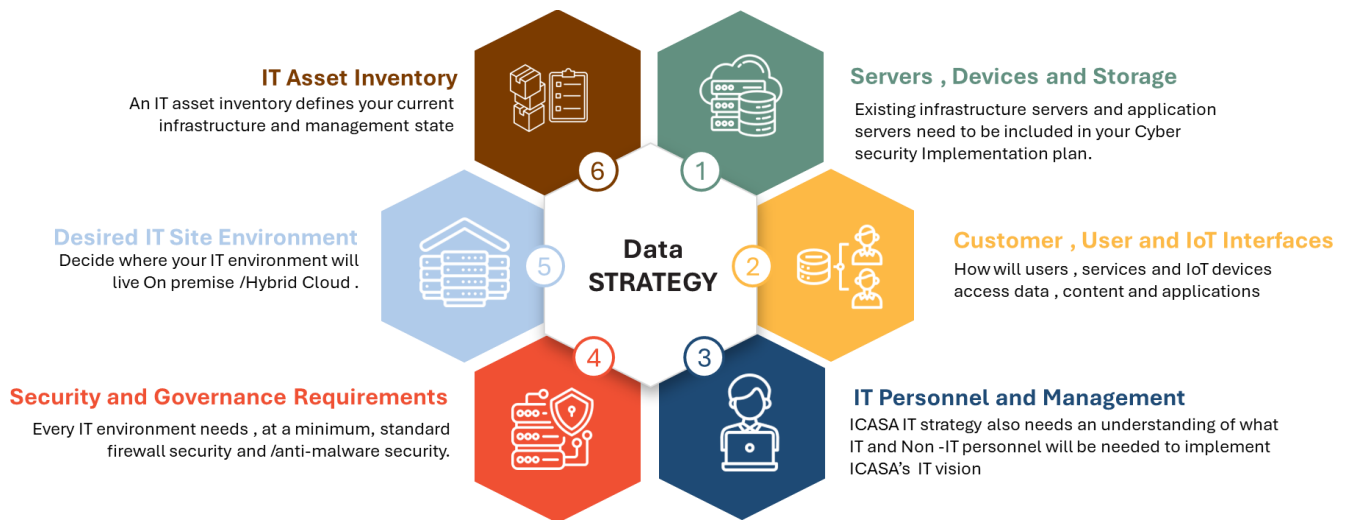 Data
STRATEGY
1
Servers , Devices and Storage
Existing infrastructure servers and application
servers need to be included in your Cyber
security Implementation plan.
2
Customer , User and IoT Interfaces
How will users , services and IoT devices
access data , content and applications
3
IT Personnel and Management
ICASA IT strategy also needs an understanding of what
IT and Non -IT personnel will be needed to implement
ICASA's IT vision
4
Security and Governance Requirements
Every IT environment needs , at a minimum, standard
firewall security and /anti-malware security.
5
Desired IT Site Environment
Decide where your IT environment will
live On premise /Hybrid Cloud .
6
IT Asset Inventory
An IT asset inventory defines your current
infrastructure and management state